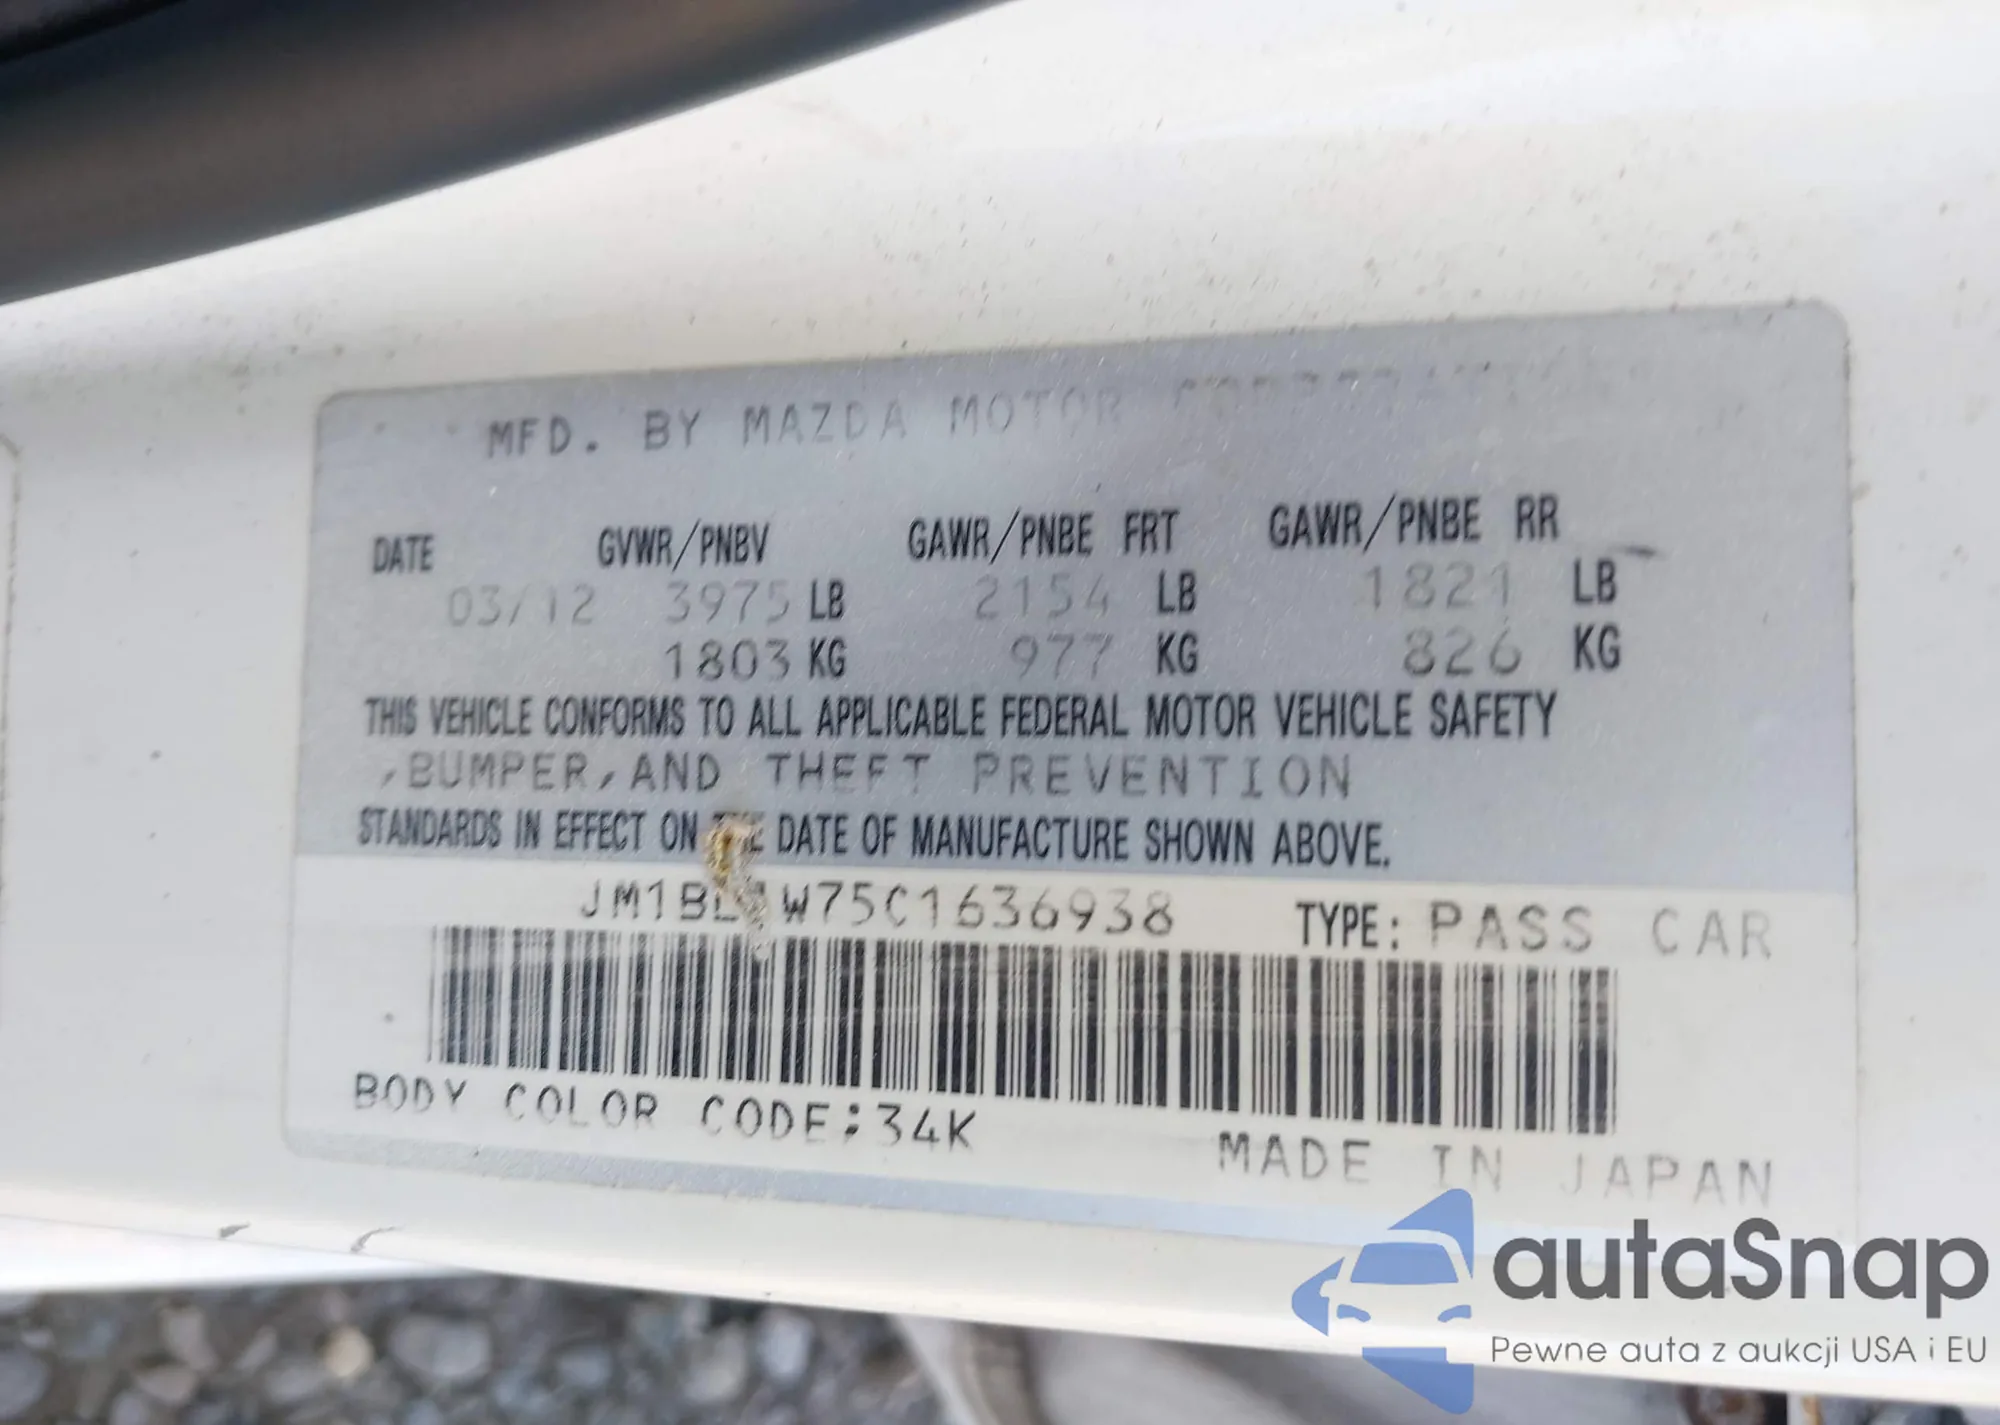 MFD. BY MAZDA MOTOR
DATE GVWR/PNBV GAWR/PNBE FRT GAWR/PNBE RR
03/12 3975 LB 2154 LB 1821 LB
1803 KG 977 KG 826 KG
THIS VEHICLE CONFORMS TO ALL APPLICABLE FEDERAL MOTOR VEHICLE SAFETY
,BUMPER,AND THEFT PREVENTION
STANDARDS IN EFFECT ON THE DATE OF MANUFACTURE SHOWN ABOVE.
TYPE: PASS CAR
BODY COLOR CODE:34K
MADE IN JAPAN
autaSnap
Pewne auta z aukcji USA i EU